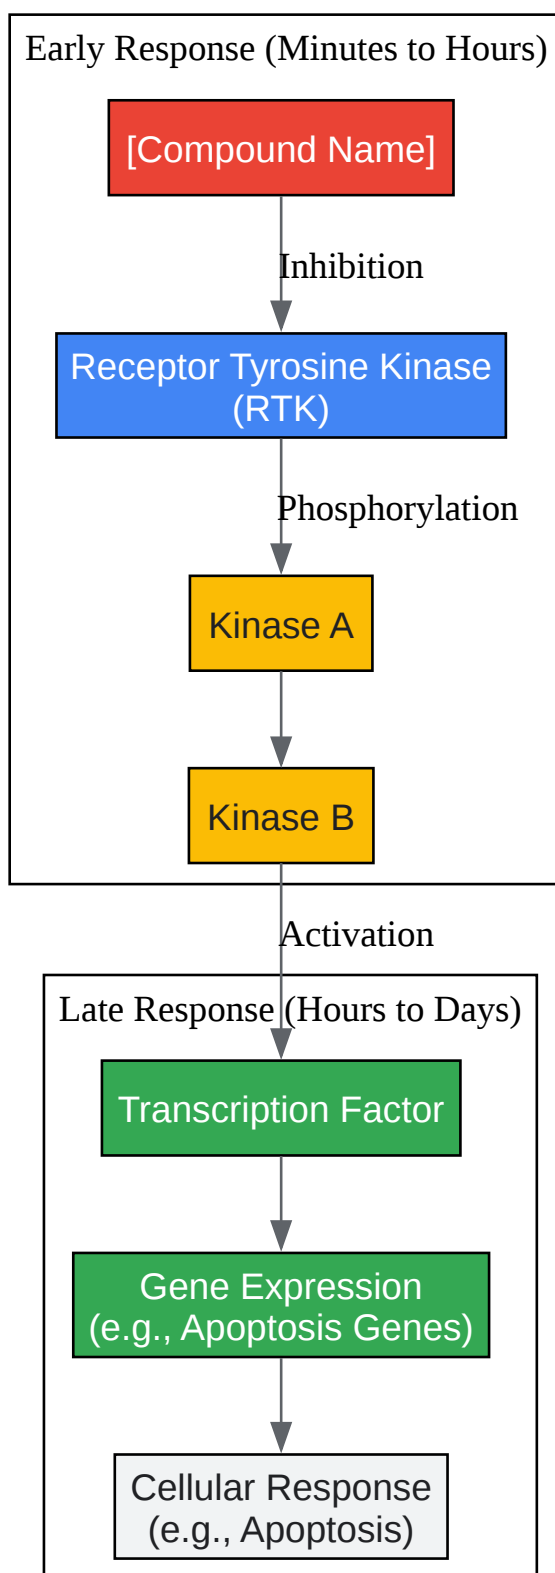 Early Response (Minutes to Hours)
[Compound Name]
Inhibition
Receptor Tyrosine Kinase
(RTK)
Phosphorylation
Kinase A
Kinase B
Activation
Late Response (Hours to Days)
Transcription Factor
Gene Expression
(e.g., Apoptosis Genes)
Cellular Response
(e.g., Apoptosis)